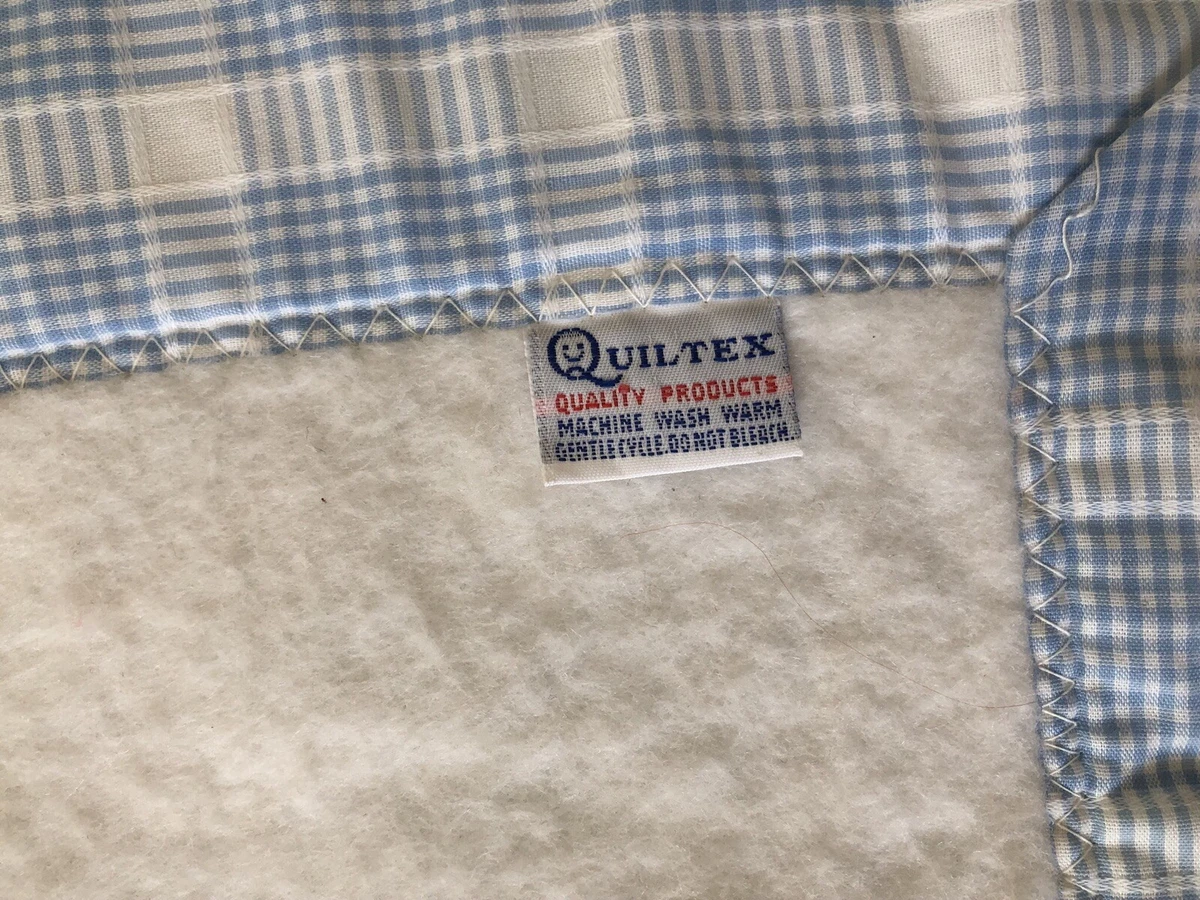 QUILTEX
QUALITY PRODUCTS
MACHINE WASH WARM
GENTLE CYCLE. DO NOT BLEACH.